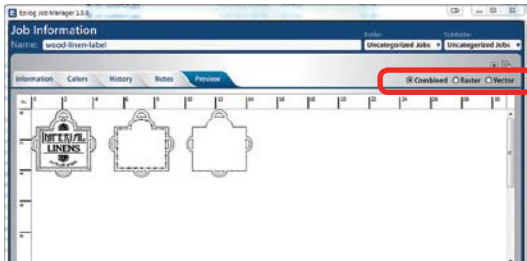 Epilog Job Manager 1.3.3
Job Information
Folder Subfolder
Name: wood-linen-label Uncategorized Jobs Uncategorized Jobs
Information Colors History Notes Preview
Combined Raster Vector
IMPERIAL
LINENS